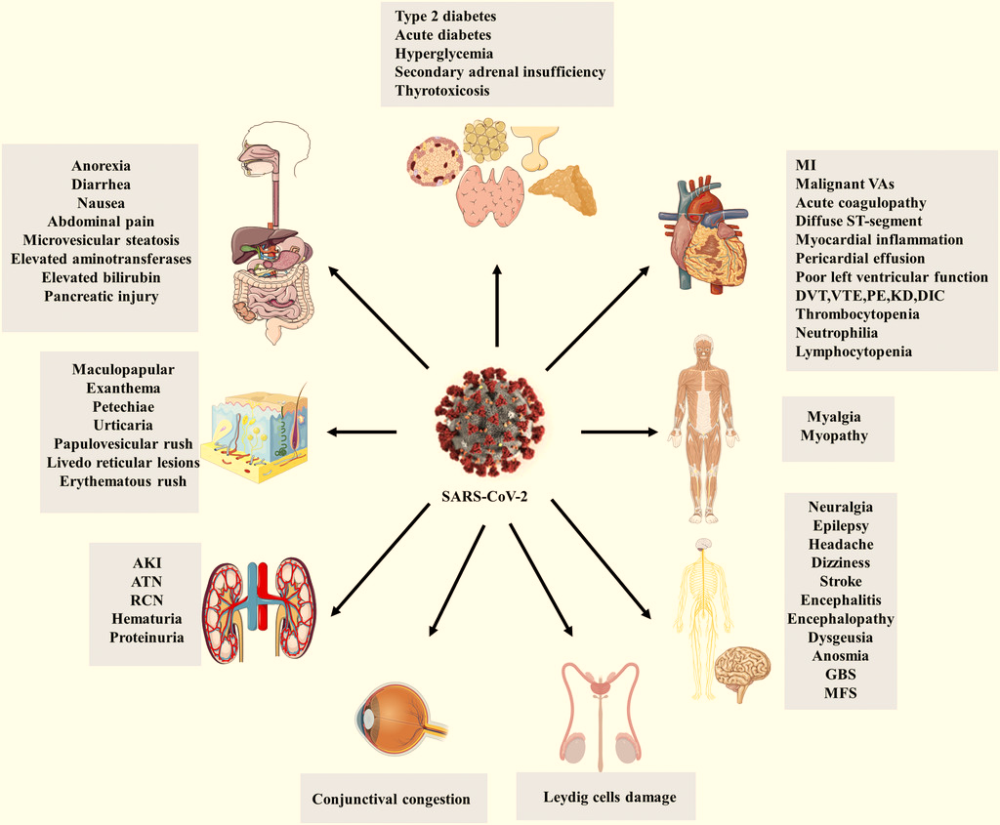 Type 2 diabetes
Acute diabetes
Hyperglycemia
Secondary adrenal insufficiency
Thyrotoxicosis
Anorexia
Diarrhea
Nausea
Abdominal pain
Microvesicular steatosis
Elevated aminotransferases
Elevated bilirubin
Pancreatic injury
MI
Malignant VAs
Acute coagulopathy
Diffuse ST-segment
Myocardial inflammation
Pericardial effusion
Poor left ventricular function
DVT,VTE,PE,KD,DIC
Thrombocytopenia
Neutrophilia
Lymphocytopenia
Maculopapular
Exanthema
Petechiae
Urticaria
Papulovesicular rush
Livedo reticular lesions
Erythematous rush
SARS-CoV-2
Myalgia
Myopathy
AKI
ATN
RCN
Hematuria
Proteinuria
Neuralgia
Epilepsy
Headache
Dizziness
Stroke
Encephalitis
Encephalopathy
Dysgeusia
Anosmia
GBS
MFS
Conjunctival congestion
Leydig cells damage